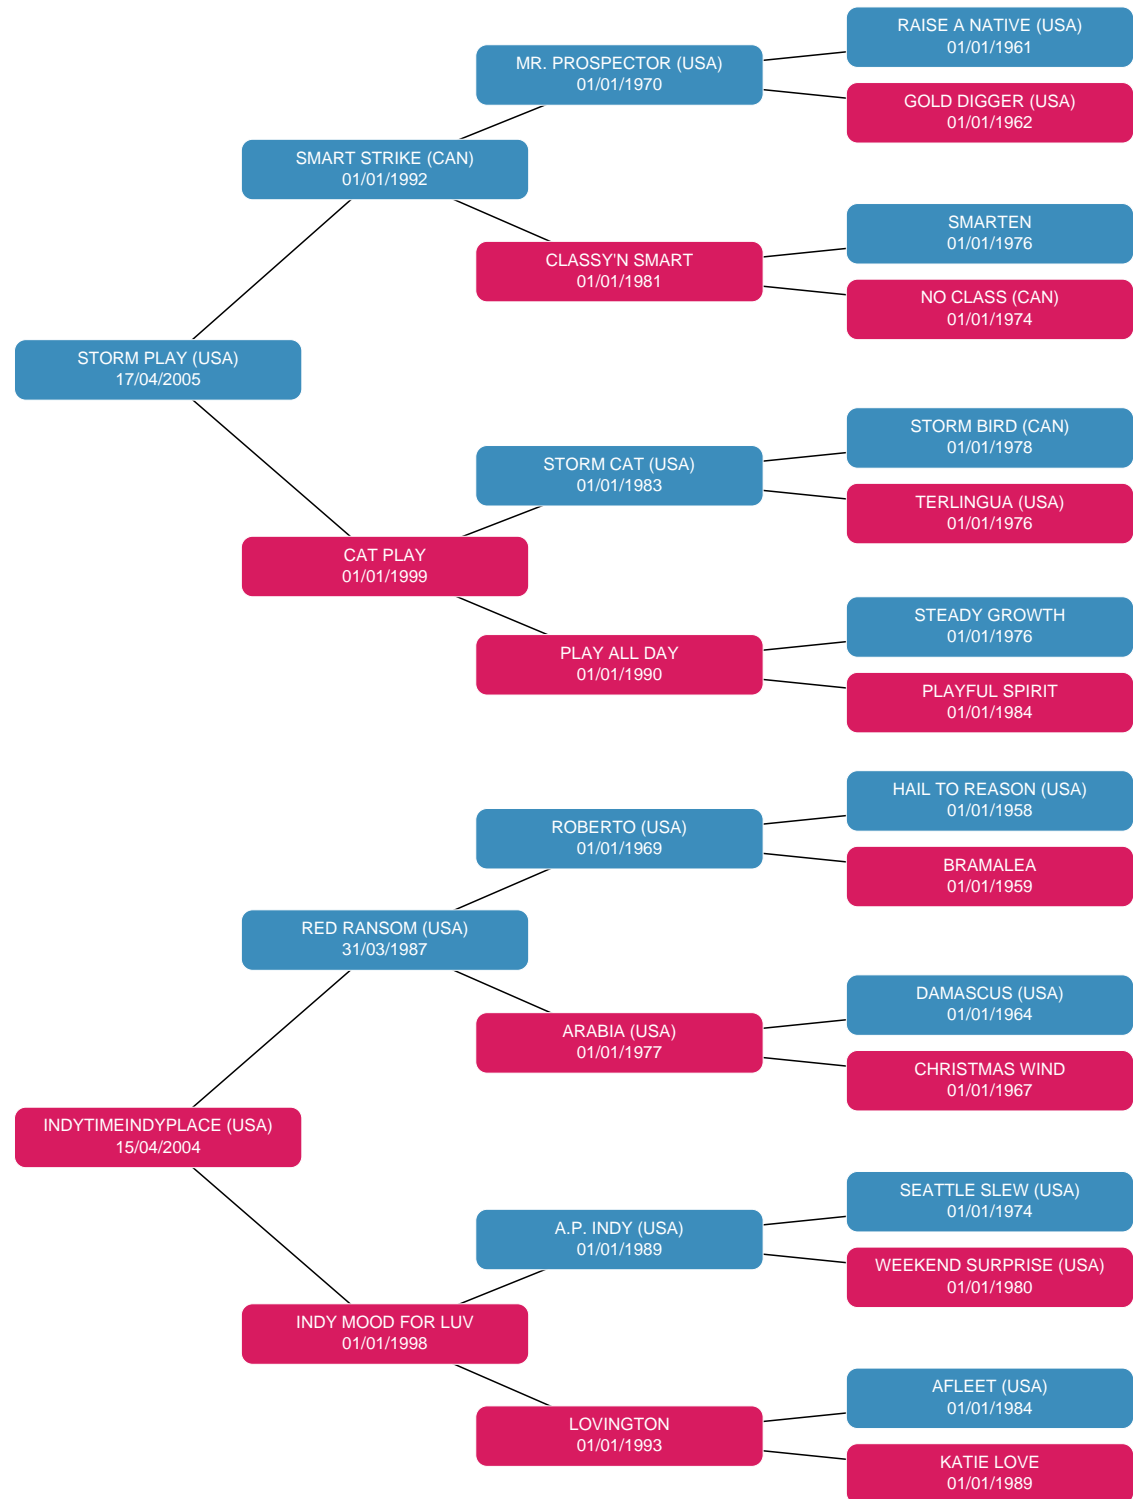 RAISE A NATIVE (USA)
01/01/1961
MR. PROSPECTOR (USA)
01/01/1970
GOLD DIGGER (USA)
01/01/1962
SMART STRIKE (CAN)
01/01/1992
SMARTEN
01/01/1976
CLASSY'N SMART
01/01/1981
NO CLASS (CAN)
01/01/1974
STORM PLAY (USA)
17/04/2005
STORM BIRD (CAN)
01/01/1978
STORM CAT (USA)
01/01/1983
TERLINGUA (USA)
01/01/1976
CAT PLAY
01/01/1999
STEADY GROWTH
01/01/1976
PLAY ALL DAY
01/01/1990
PLAYFUL SPIRIT
01/01/1984
HAIL TO REASON (USA)
01/01/1958
ROBERTO (USA)
01/01/1969
BRAMALEA
01/01/1959
RED RANSOM (USA)
31/03/1987
DAMASCUS (USA)
01/01/1964
ARABIA (USA)
01/01/1977
CHRISTMAS WIND
01/01/1967
INDYTIMEINDYPLACE (USA)
15/04/2004
SEATTLE SLEW (USA)
01/01/1974
A.P. INDY (USA)
01/01/1989
WEEKEND SURPRISE (USA)
01/01/1980
INDY MOOD FOR LUV
01/01/1998
AFLEET (USA)
01/01/1984
LOVINGTON
01/01/1993
KATIE LOVE
01/01/1989